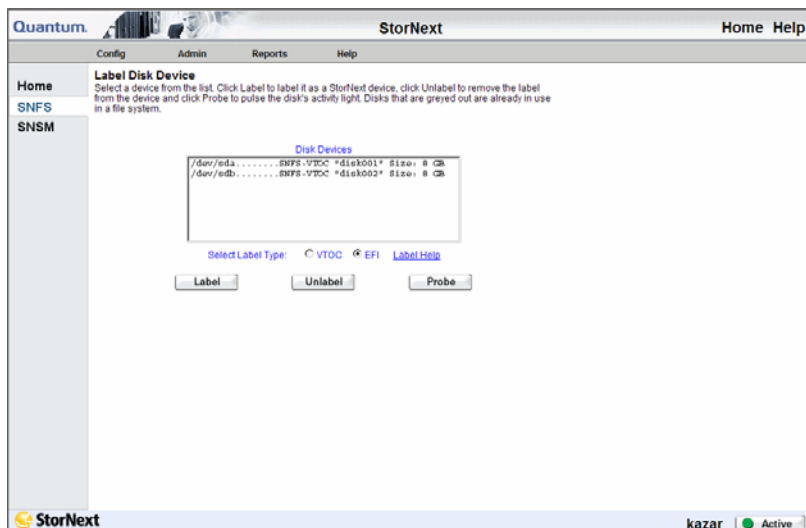 Quantum.
StorNext
Home Help
Config Admin Reports Help
Home
SNFS
SNSM
Label Disk Device
Select a device from the list. Click Label to label it as a StorNext device, click Unlabel to remove the label
from the device and click Probe to pulse the disk's activity light. Disks that are greyed out are already in use
in a file system.
Disk Devices
/dev/sda........SNFS-VTOC "disk001" Size: 8 GB
/dev/sdb........SNFS-VTOC "disk002" Size: 8 GB
Select Label Type: VTOC EFI Label Help
Label Unlabel Probe
StorNext
kazar Active